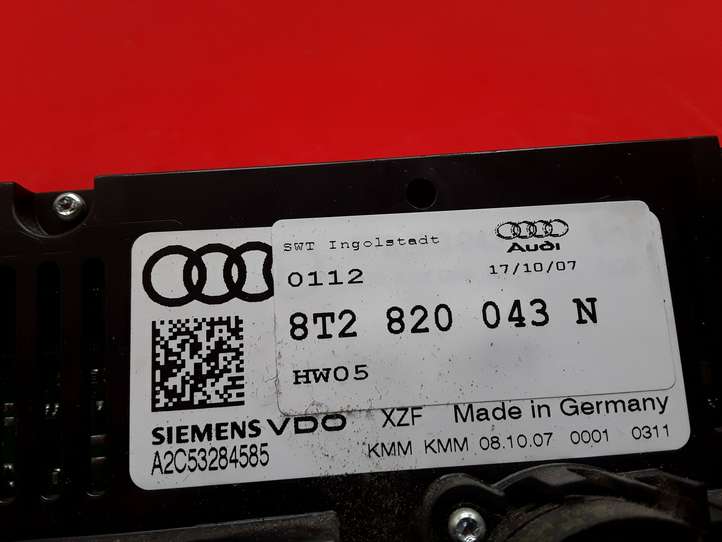 SWT Ingolstadt
Audi
0112
17/10/07
8T2 820 043 N
HW05
SIEMENS VDO XZF Made in Germany
A2C53284585
KMM KMM 08.10.07 0001 0311